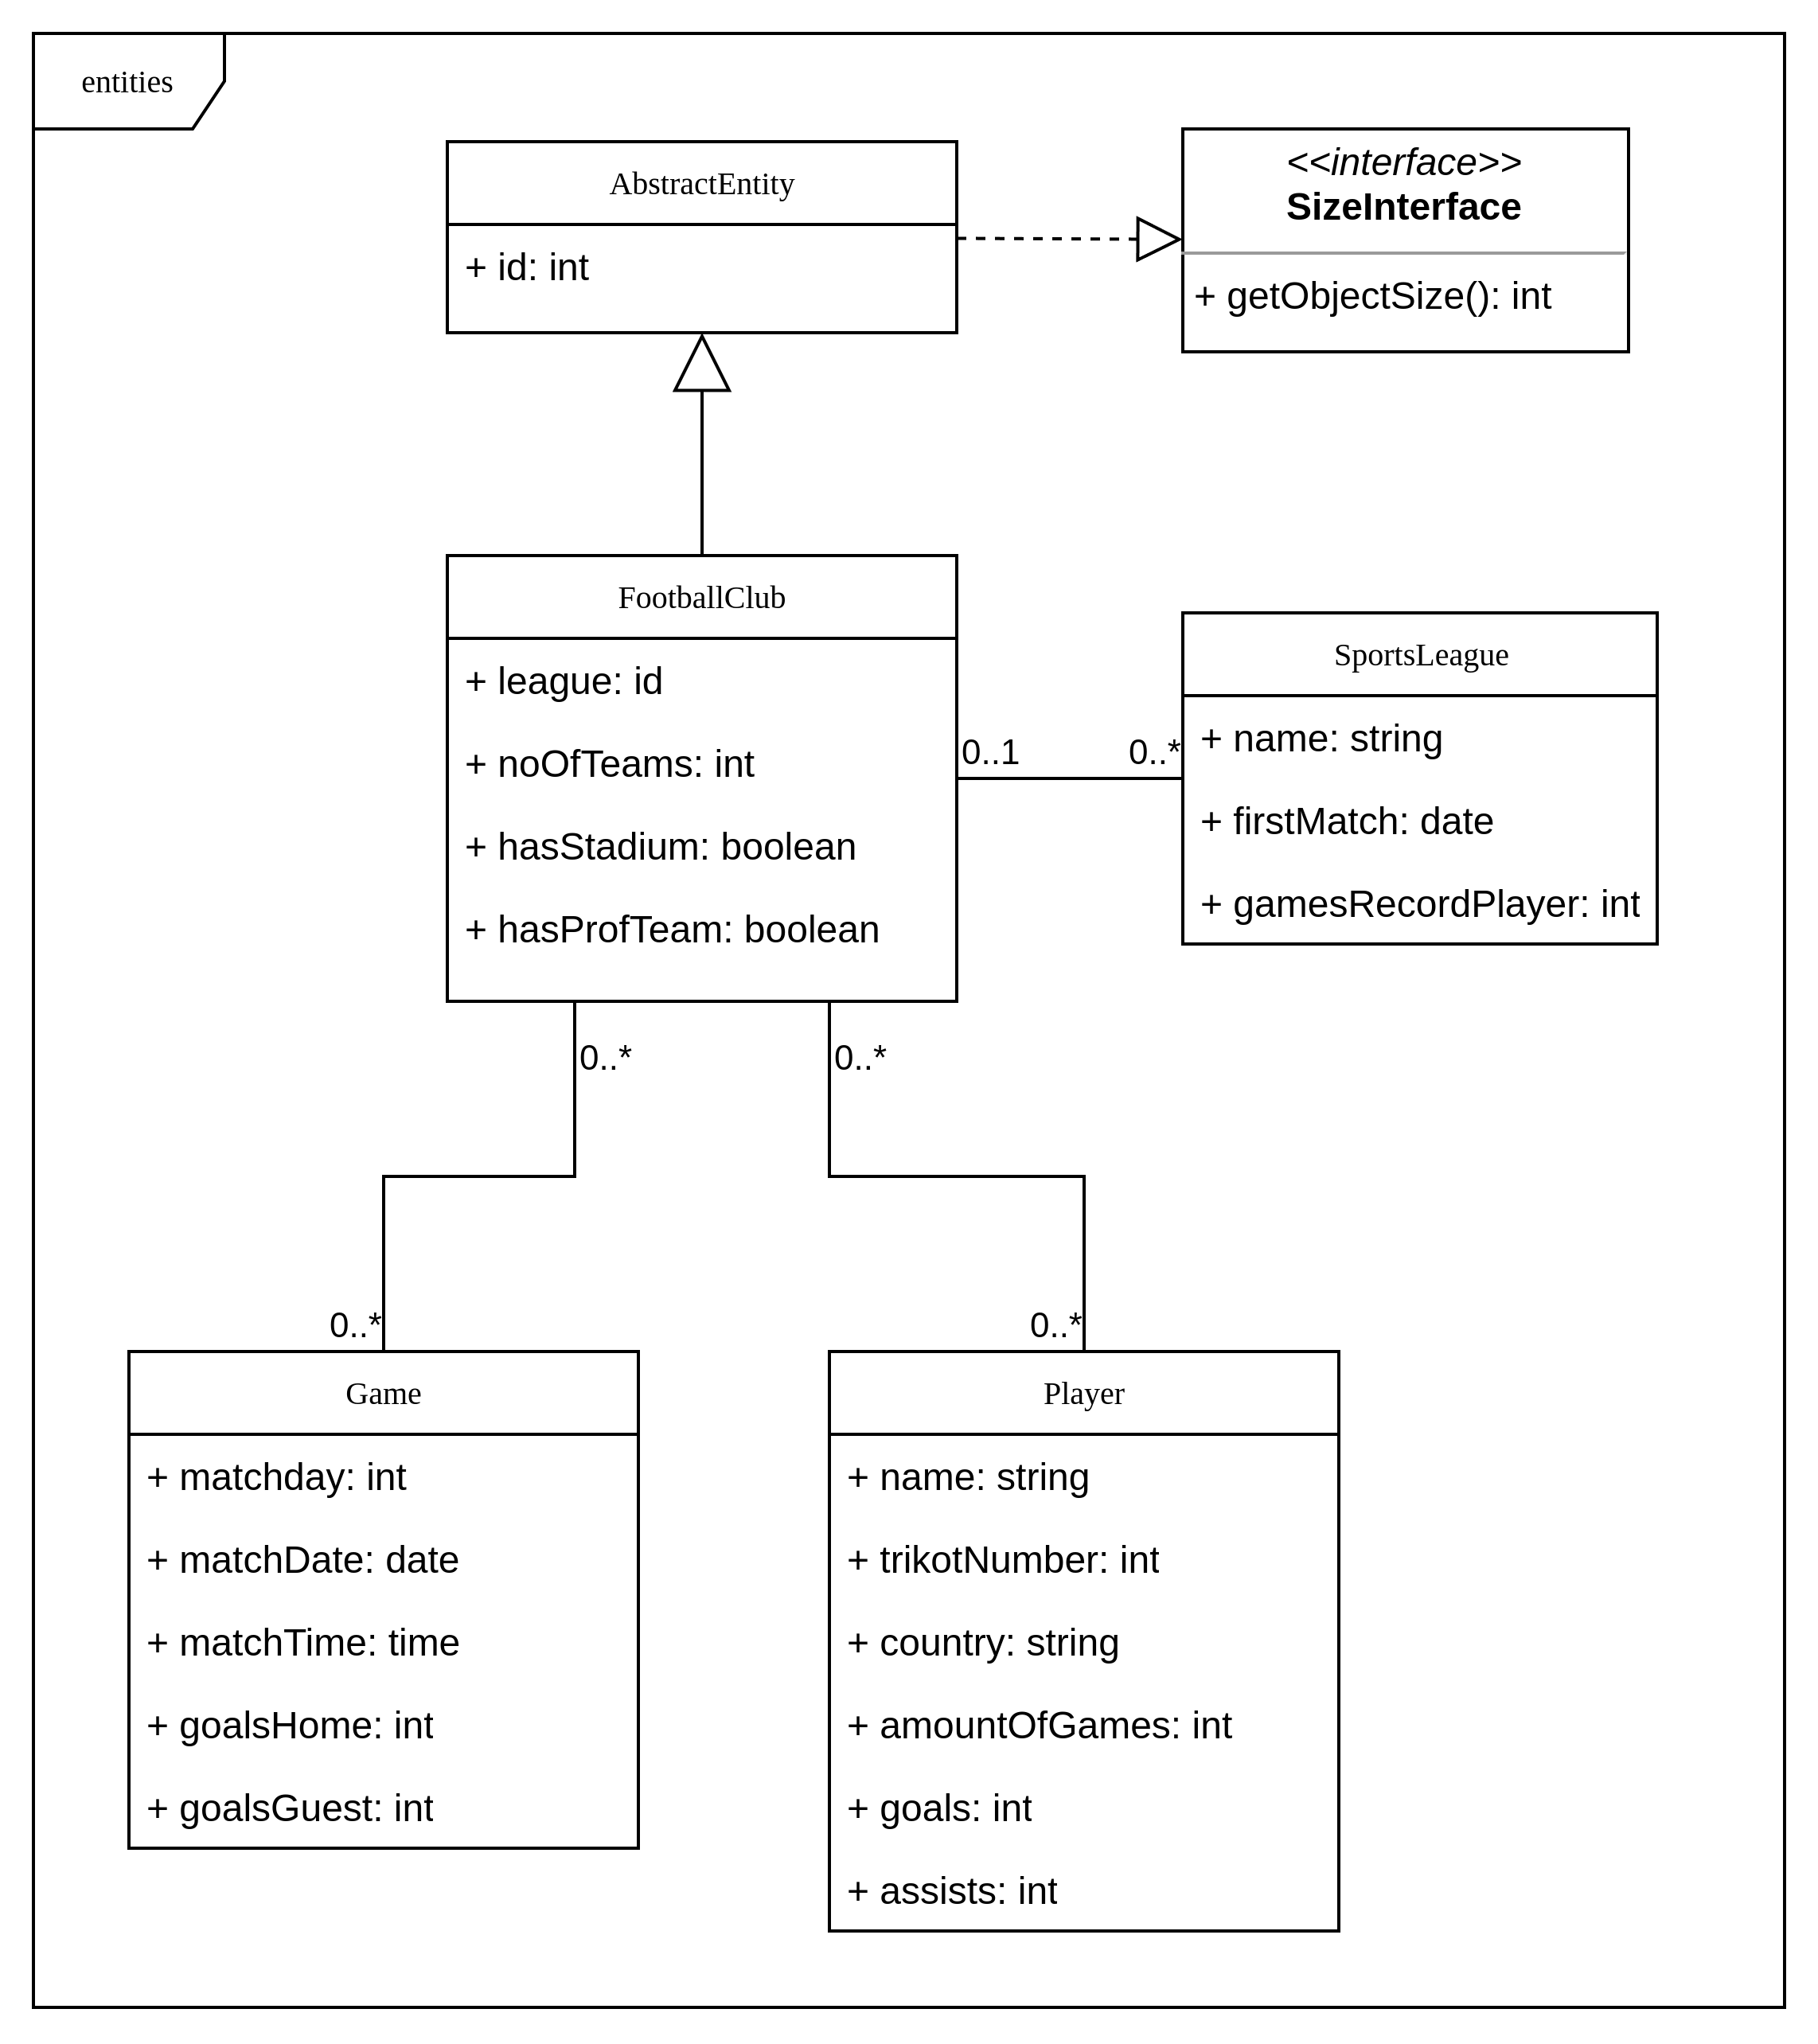 entities
AbstractEntity
+ id: int
<<interface>>
SizeInterface
+ getObjectSize(): int
FootballClub
+ league: id
+ noOfTeams: int
+ hasStadium: boolean
+ hasProfTeam: boolean
0..1
0..*
SportsLeague
+ name: string
+ firstMatch: date
+ gamesRecordPlayer: int
0..*
0..*
0..*
0..*
Game
+ matchday: int
+ matchDate: date
+ matchTime: time
+ goalsHome: int
+ goalsGuest: int
Player
+ name: string
+ trikotNumber: int
+ country: string
+ amountOfGames: int
+ goals: int
+ assists: int